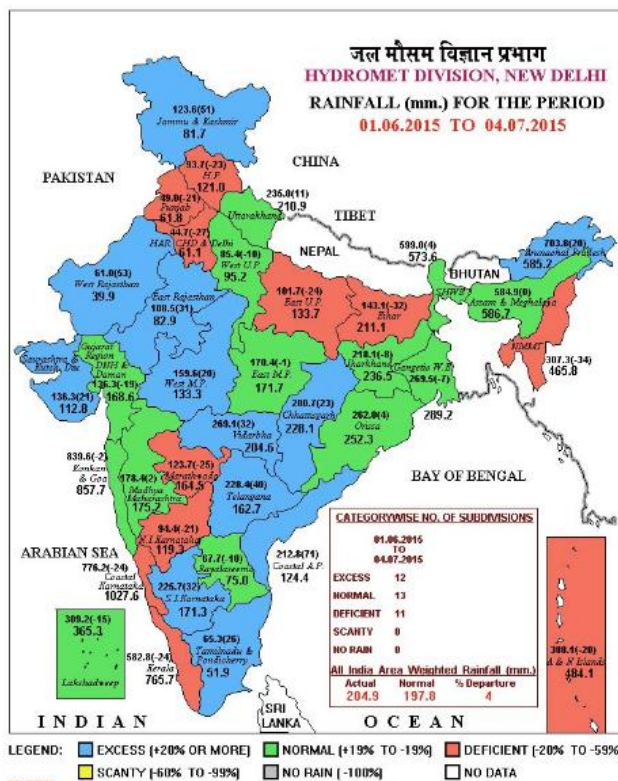 जल मौसम विज्ञान प्रभाग
HYDROMET DIVISION, NEW DELHI
RAINFALL (mm.) FOR THE PERIOD
01.06.2015 TO 04.07.2015
123.6(51)
Jammu & Kashmir
81.7
CHINA
PAKISTAN
93.7(-23)
H.P.
121.0
49.0(-21)
Punjab
61.8
235.0(11)
210.9
Uttarakhand
TIBET
44.7(-27)
HAR CHD & Delhi
61.1
NEPAL
85.4(-10)
West U.P.
95.2
599.0(4)
573.6
703.8(20)
Arunachal Pradesh
585.2
BHUTAN
61.0(53)
West Rajasthan
39.9
East Rajasthan
108.5(31)
82.9
101.7(-24)
East U.P.
133.7
143.1(-32)
Bihar
211.1
584.9(0)
Assam & Meghalaya
586.7
NMMT
307.3(-34)
465.8
Gujarat
Region
DNH &
Daman
136.3(-19)
168.6
Saurashtra &
Kutch, Diu
136.3(21)
112.8
159.6(20)
West M.P.
133.3
170.4(-1)
East M.P.
171.7
218.1(-8)
Jharkhand
236.5
Gangetic W.B.
269.5(-7)
289.2
280.7(23)
Chhattisgarh
228.1
262.0(4)
Orissa
252.3
269.1(32)
Vidarbha
204.6
839.6(-2)
Konkan
& Goa
857.7
178.4(2)
Madhya
Maharashtra
175.2
123.7(-25)
Marathwada
164.5
228.4(40)
Telangana
162.7
BAY OF BENGAL
94.4(-21)
N.I.Karnataka
119.3
ARABIAN SEA
776.2(-24)
Coastal
Karnataka
1027.6
67.7(-10)
Rayalaseema
75.0
212.8(71)
Coastal A.P.
124.4
226.7(32)
S.I.Karnataka
171.3
309.2(-15)
365.3
Lakshadweep
582.8(-24)
Kerala
765.7
65.3(26)
Tamilnadu &
Pondicherry
51.9
CATEGORYWISE NO. OF SUBDIVISIONS
01.06.2015
TO
04.07.2015
EXCESS 12
NORMAL 13
DEFICIENT 11
SCANTY 0
NO RAIN 0
All India Area Weighted Rainfall (mm.)
Actual Normal % Departure
204.9 197.8 4
388.1(-20)
A & N Islands
484.1
SRI
LANKA
INDIAN OCEAN
LEGEND: EXCESS (+20% OR MORE) NORMAL (+19% TO -19%) DEFICIENT (-20% TO -59%
SCANTY (-60% TO -99%) NO RAIN (-100%) NO DATA